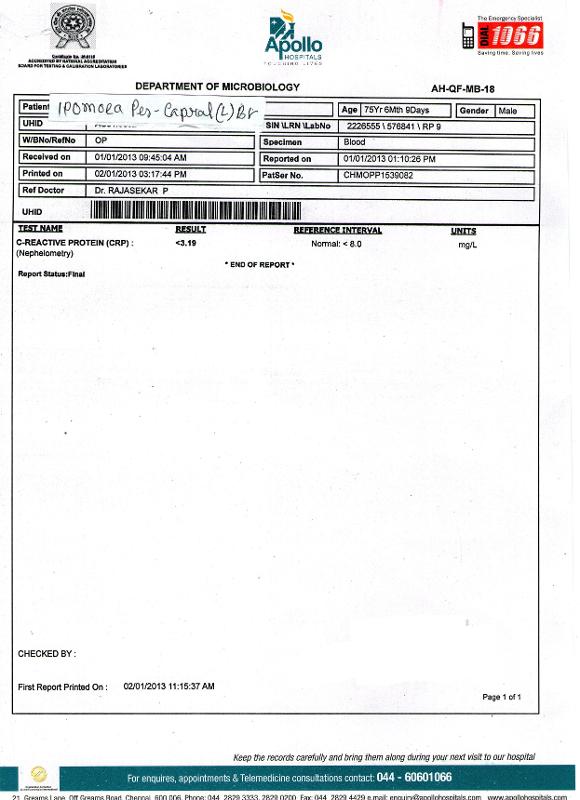 The Emergency Specialist
DIAL 1066
Saving time. Saving lives
Apollo
HOSPITALS
TOUCHING LIVES
ACCREDITED BY NATIONAL ACCREDITATION
BOARD FOR TESTING & CALIBRATION LABORATORIES
DEPARTMENT OF MICROBIOLOGY AH-QF-MB-18
Patient IPOMOEA Pes-Capral (L) Br Age 75Yr 6Mth 9Days Gender Male
UHID SIN \LRN \LabNo 2226555 \ 576841 \ RP 9
W/BNo/RefNo OP Specimen Blood
Received on 01/01/2013 09:45:04 AM Reported on 01/01/2013 01:10:26 PM
Printed on 02/01/2013 03:17:44 PM PatSer No. CHMOPP1539082
Ref Doctor Dr. RAJASEKAR P
UHID
TEST NAME RESULT REFERENCE INTERVAL UNITS
C-REACTIVE PROTEIN (CRP) : <3.19 Normal: < 8.0 mg/L
(Nephelometry)
* END OF REPORT *
Report Status:Final
CHECKED BY :
First Report Printed On : 02/01/2013 11:15:37 AM
Page 1 of 1
Keep the records carefully and bring them along during your next visit to our hospital
For enquires, appointments & Telemedicine consultations contact: 044 - 60601066
21, Greams Lane, Off Greams Road, Chennai, 600 006. Phone: 044 2829 3333, 2829 0200 Fax: 044 2829 4429 e.mail: enquiry@apollohospitals.com www.apollohospitals.com